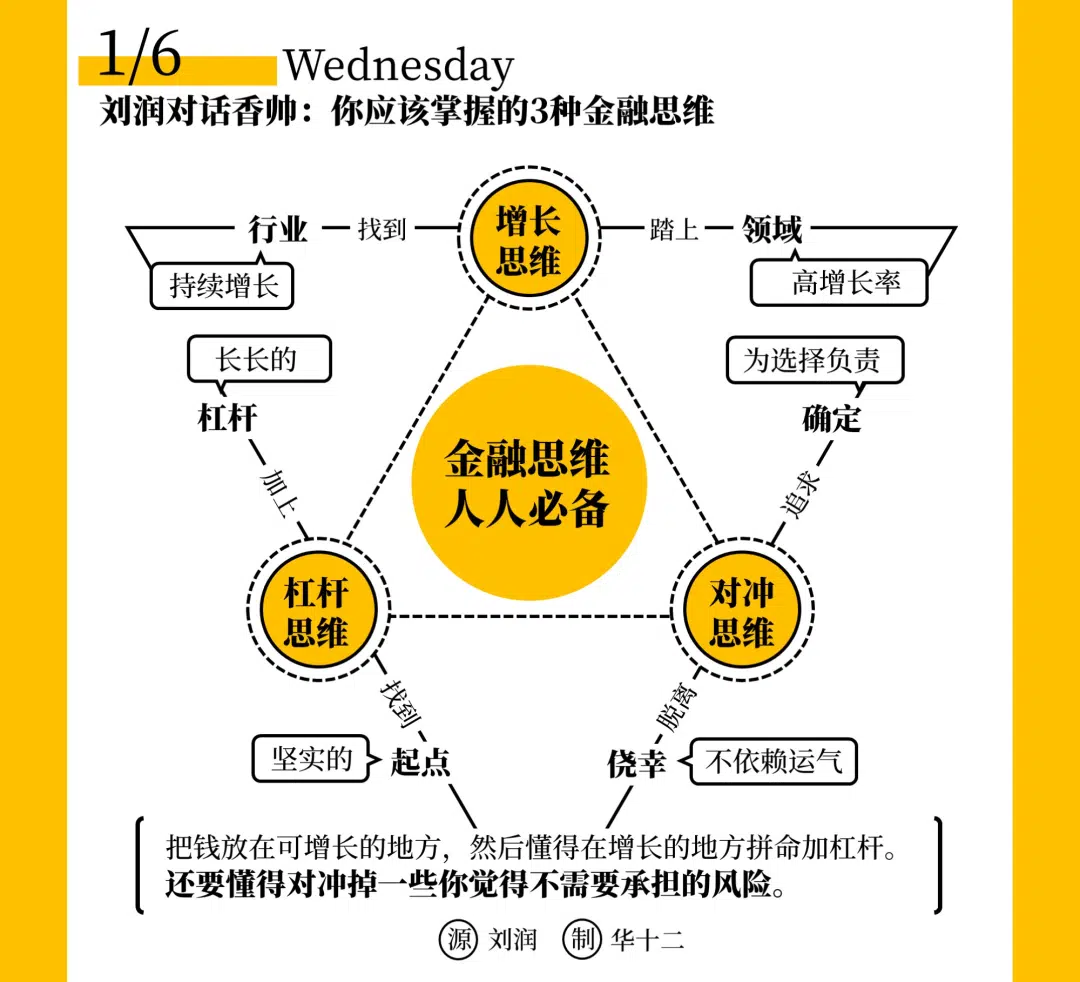 1/6
Wednesday
刘润对话香帅：你应该掌握的3种金融思维
增长
思维
行业
找到
踏上
领域
持续增长
高增长率
长长的
杠杆
加上
为选择负责
确定
追求
金融思维
人人必备
杠杆
思维
对冲
思维
找到
坚实的
起点
脱离
侥幸
不依赖运气
把钱放在可增长的地方，然后懂得在增长的地方拼命加杠杆。
还要懂得对冲掉一些你觉得不需要承担的风险。
源 刘润 制 华十二